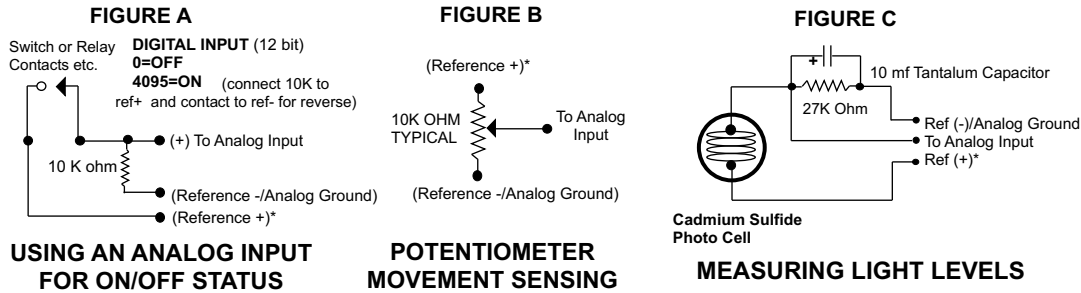 FIGURE A
Switch or Relay
Contacts etc.
DIGITAL INPUT (12 bit)
0=OFF
4095=ON (connect 10K to
ref+ and contact to ref- for reverse)
(+) To Analog Input
10 K ohm
(Reference -/Analog Ground)
(Reference +)*
USING AN ANALOG INPUT
FOR ON/OFF STATUS
FIGURE B
(Reference +)*
10K OHM
TYPICAL
To Analog
Input
(Reference -/Analog Ground)
POTENTIOMETER
MOVEMENT SENSING
FIGURE C
+
10 mf Tantalum Capacitor
27K Ohm
Ref (-)/Analog Ground
To Analog Input
Ref (+)*
Cadmium Sulfide
Photo Cell
MEASURING LIGHT LEVELS